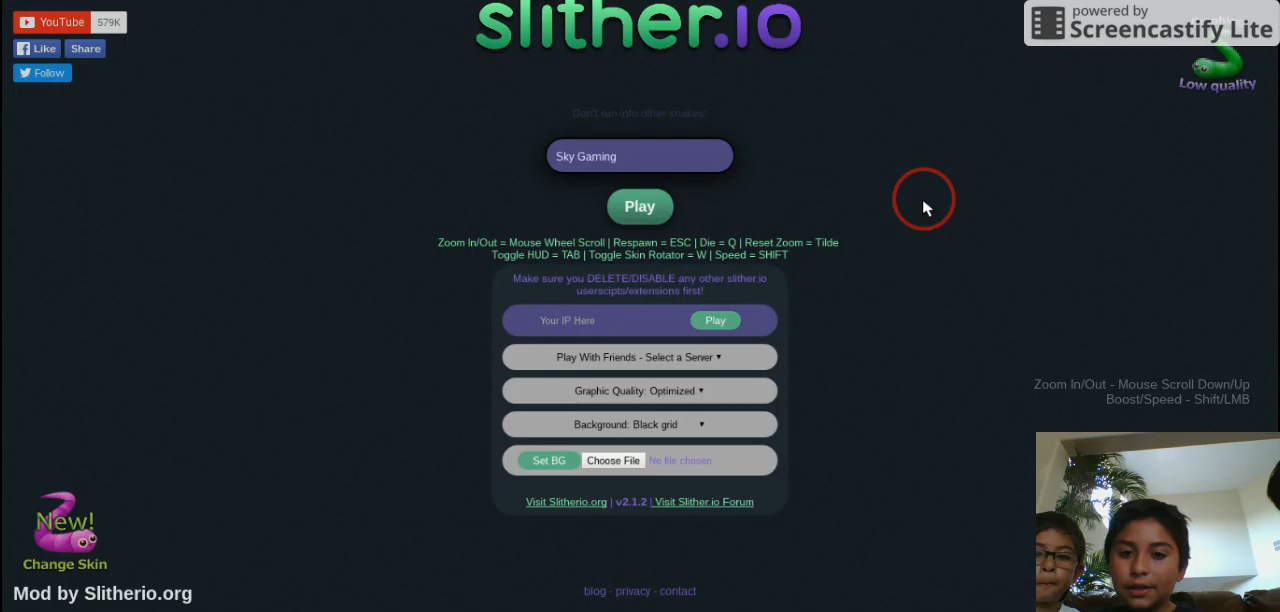 YouTube 579K
Like Share
Follow
slither.io
powered by
Screencastify Lite
Low quality
Don't run into other snakes!
Sky Gaming
Play
Zoom In/Out = Mouse Wheel Scroll | Respawn = ESC | Die = Q | Reset Zoom = Tilde
Toggle HUD = TAB | Toggle Skin Rotator = W | Speed = SHIFT
Make sure you DELETE/DISABLE any other slither.io
userscipts/extensions first!
Your IP Here Play
Play With Friends - Select a Server
Graphic Quality: Optimized
Background: Black grid
Set BG Choose File No file chosen
Visit Slitherio.org | v2.1.2 | Visit Slither.io Forum
Zoom In/Out - Mouse Scroll Down/Up
Boost/Speed - Shift/LMB
New!
Change Skin
Mod by Slitherio.org
blog · privacy · contact